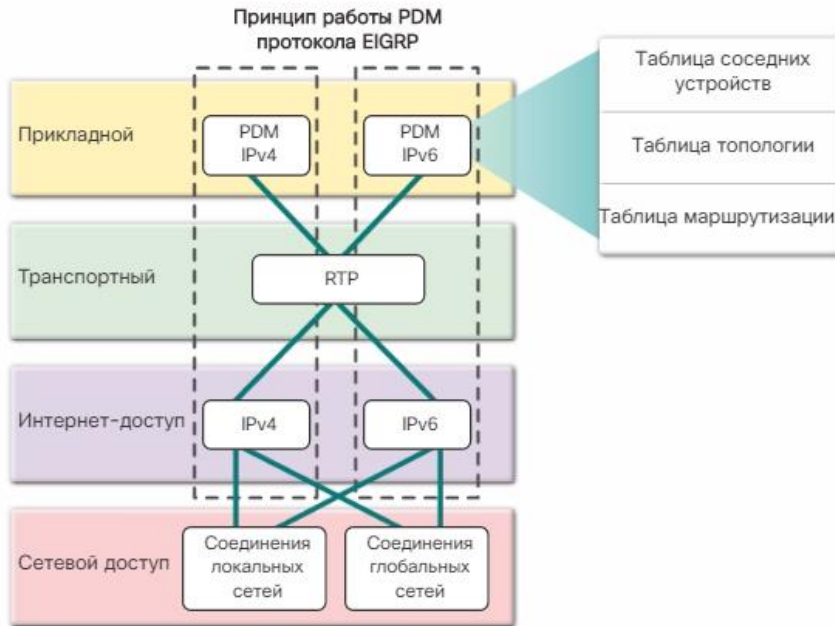 Принцип работы PDM
протокола EIGRP
Таблица соседних
устройств
Таблица топологии
Таблица маршрутизации
Прикладной
PDM
IPv4
PDM
IPv6
Транспортный
RTP
Интернет-доступ
IPv4
IPv6
Сетевой доступ
Соединения
локальных
сетей
Соединения
глобальных
сетей